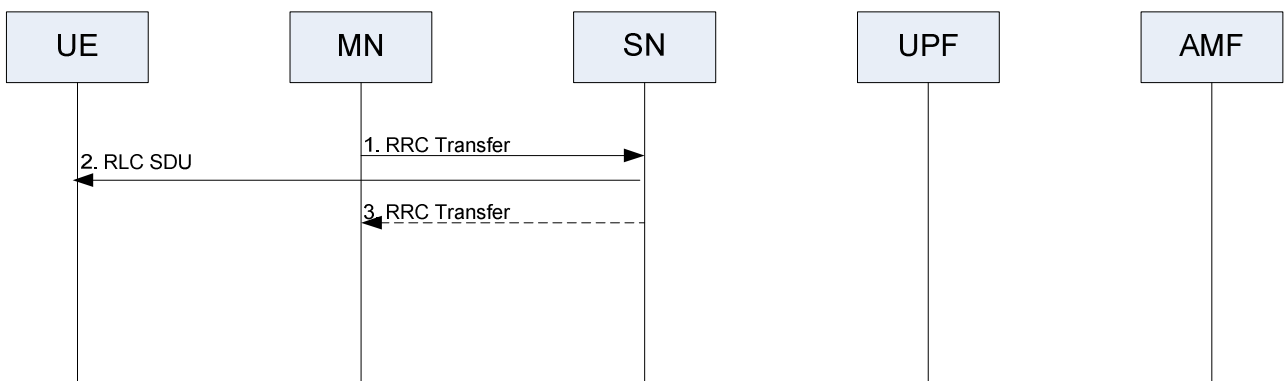 UE
MN
SN
UPF
AMF
1. RRC Transfer
2. RLC SDU
3. RRC Transfer